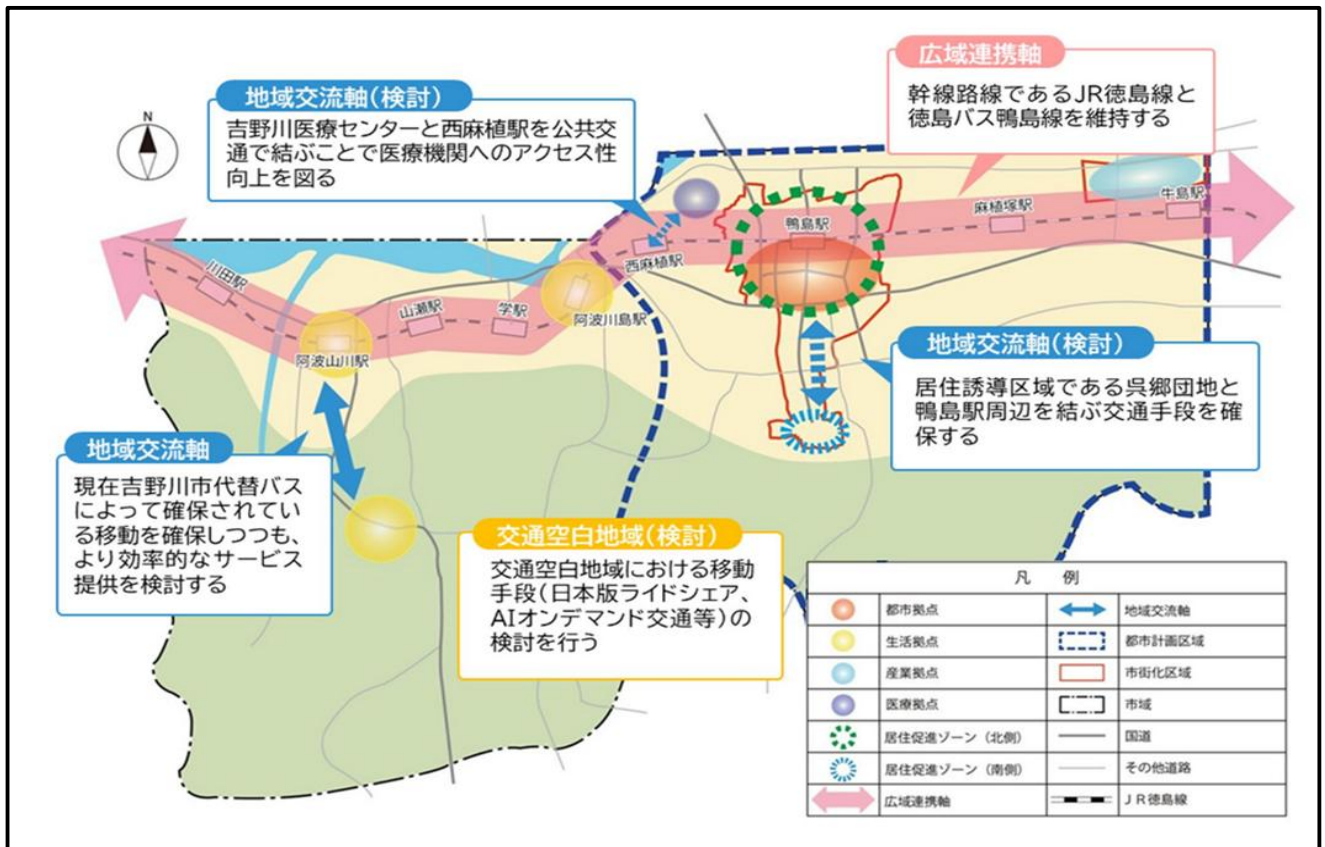 広域連携軸
幹線路線であるJR徳島線と
徳島バス鴨島線を維持する
地域交流軸(検討)
吉野川医療センターと西麻植駅を公共交
通で結ぶことで医療機関へのアクセス性
向上を図る
N
牛島駅
麻植塚駅
鴨島駅
西麻植駅
川田駅
山瀬駅
学駅
阿波川島駅
阿波山川駅
地域交流軸(検討)
居住誘導区域である呉郷団地と
鴨島駅周辺を結ぶ交通手段を確
保する
地域交流軸
現在吉野川市代替バス
によって確保されてい
る移動を確保しつつも、
より効率的なサービス
提供を検討する
交通空白地域(検討)
交通空白地域における移動
手段(日本版ライドシェア、
AIオンデマンド交通等)の
検討を行う
凡 例
都市拠点 地域交流軸
生活拠点 都市計画区域
産業拠点 市街化区域
医療拠点 市域
居住促進ゾーン(北側) 国道
居住促進ゾーン(南側) その他道路
広域連携軸 JR徳島線